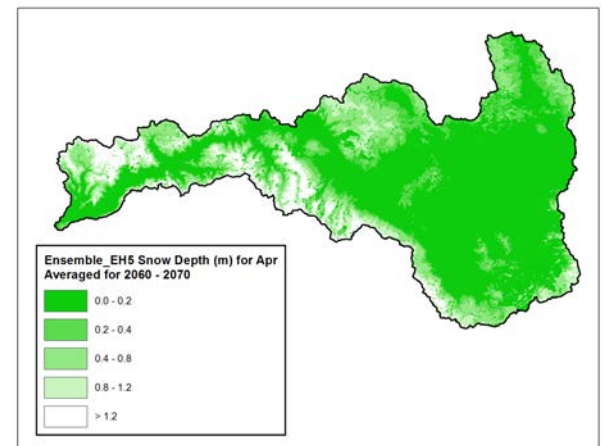 Ensemble_EH5 Snow Depth (m) for Apr
Averaged for 2060 - 2070
0.0 - 0.2
0.2 - 0.4
0.4 - 0.8
0.8 - 1.2
> 1.2